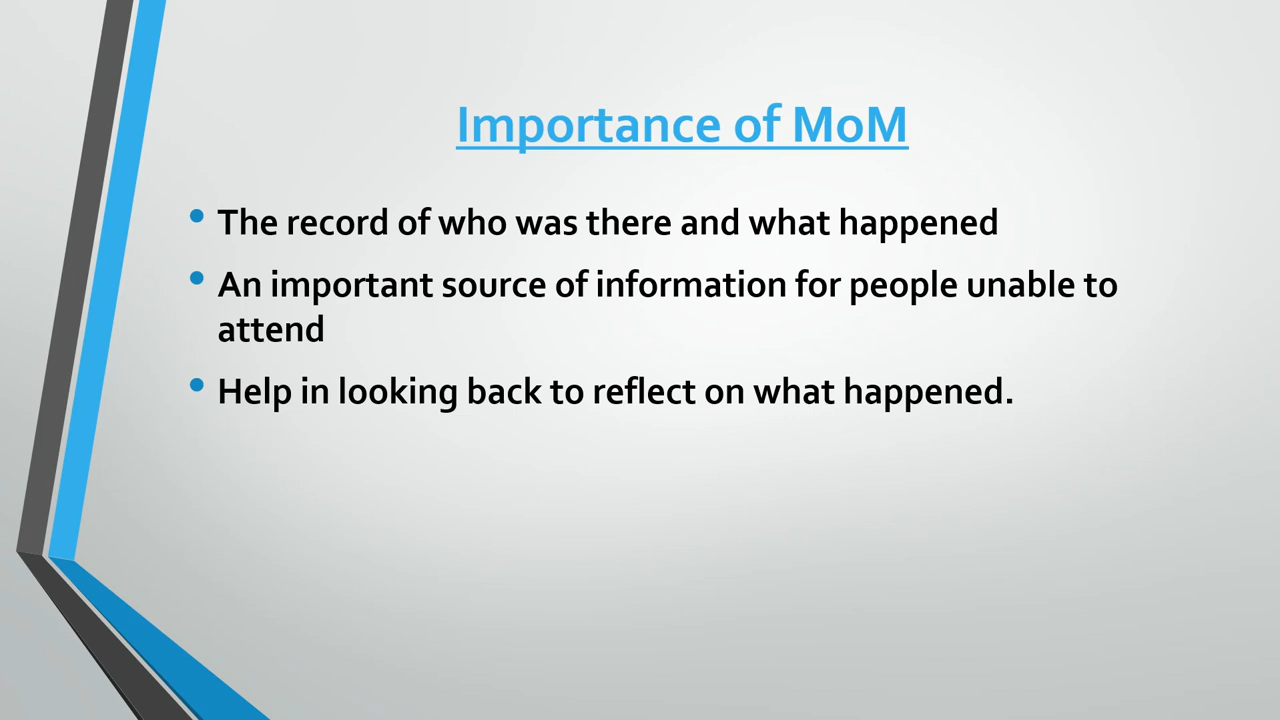 Importance of MoM
• The record of who was there and what happened
• An important source of information for people unable to
attend
• Help in looking back to reflect on what happened.